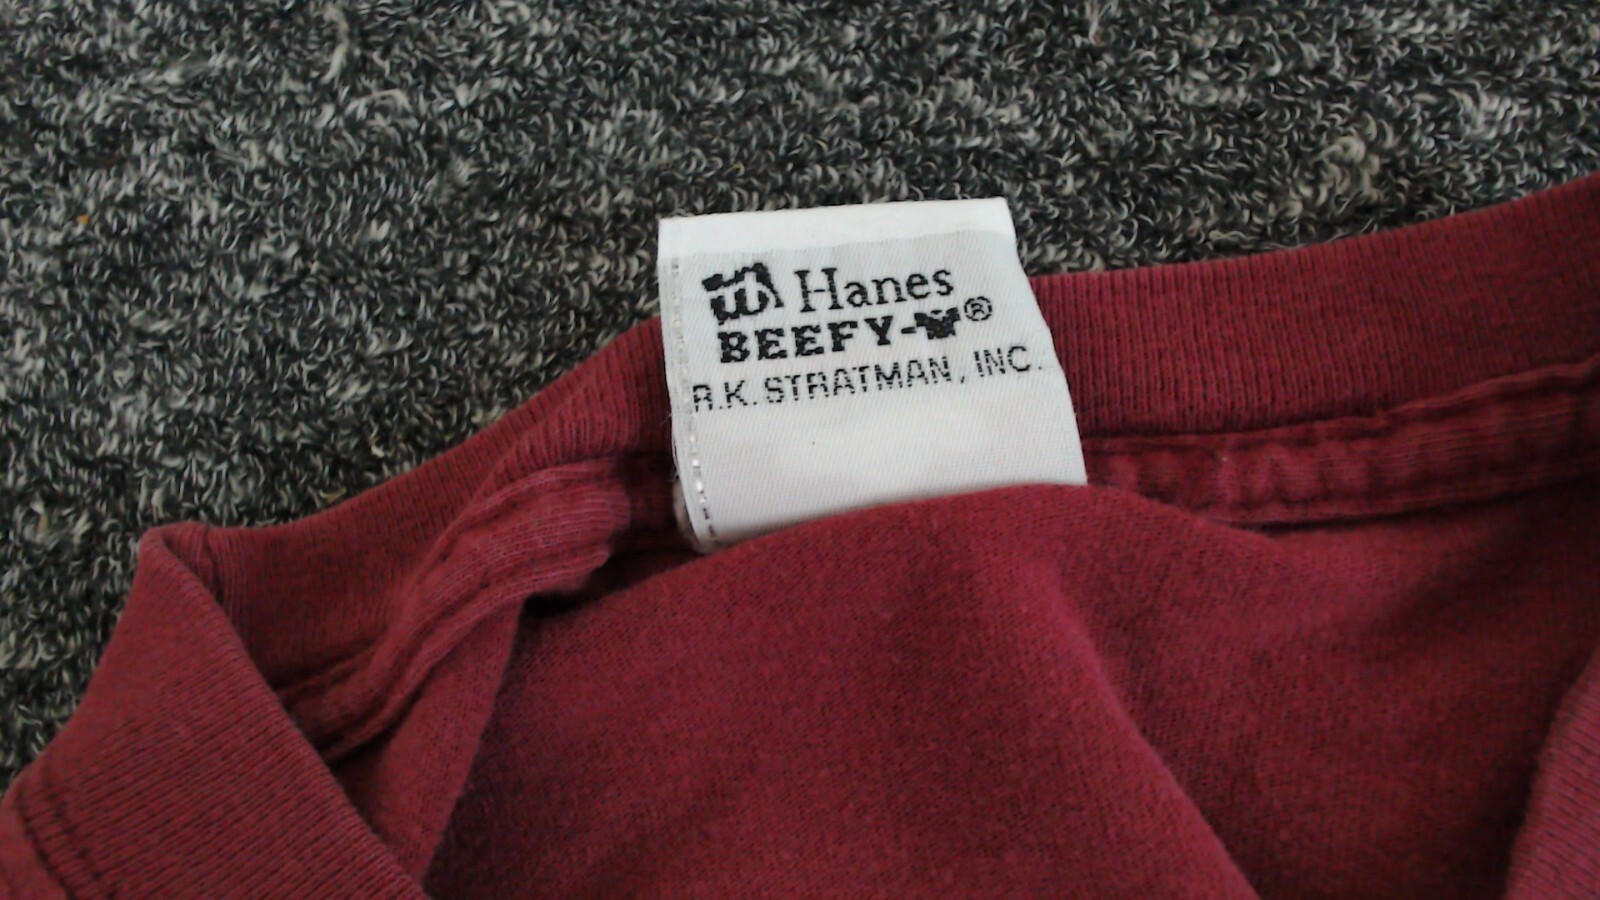 Hanes
BEEFY-®
R.K. STRATMAN, INC.